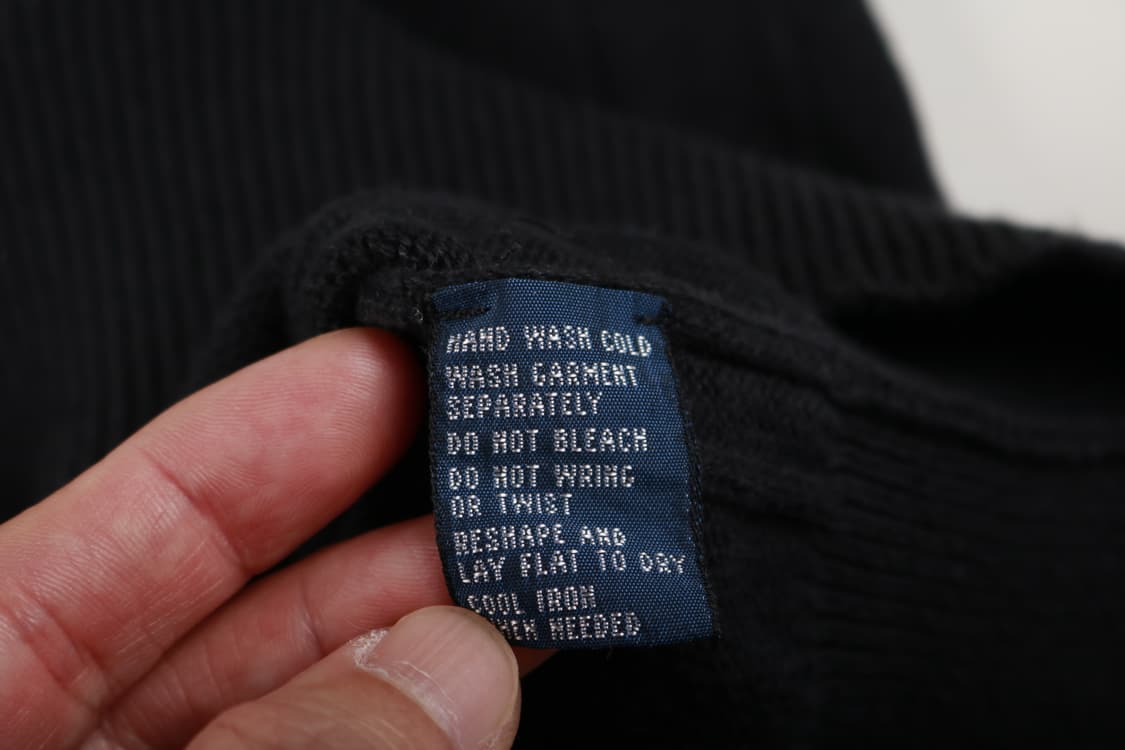 HAND WASH COLD
WASH GARMENT
SEPARATELY
DO NOT BLEACH
DO NOT WRING
OR TWIST
RESHAPE AND
LAY FLAT TO DRY
COOL IRON
WHEN NEEDED